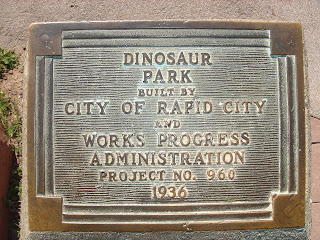 DINOSAUR
PARK
BUILT BY
CITY OF RAPID CITY
AND
WORKS PROGRESS
ADMINISTRATION
PROJECT NO. 960
1936